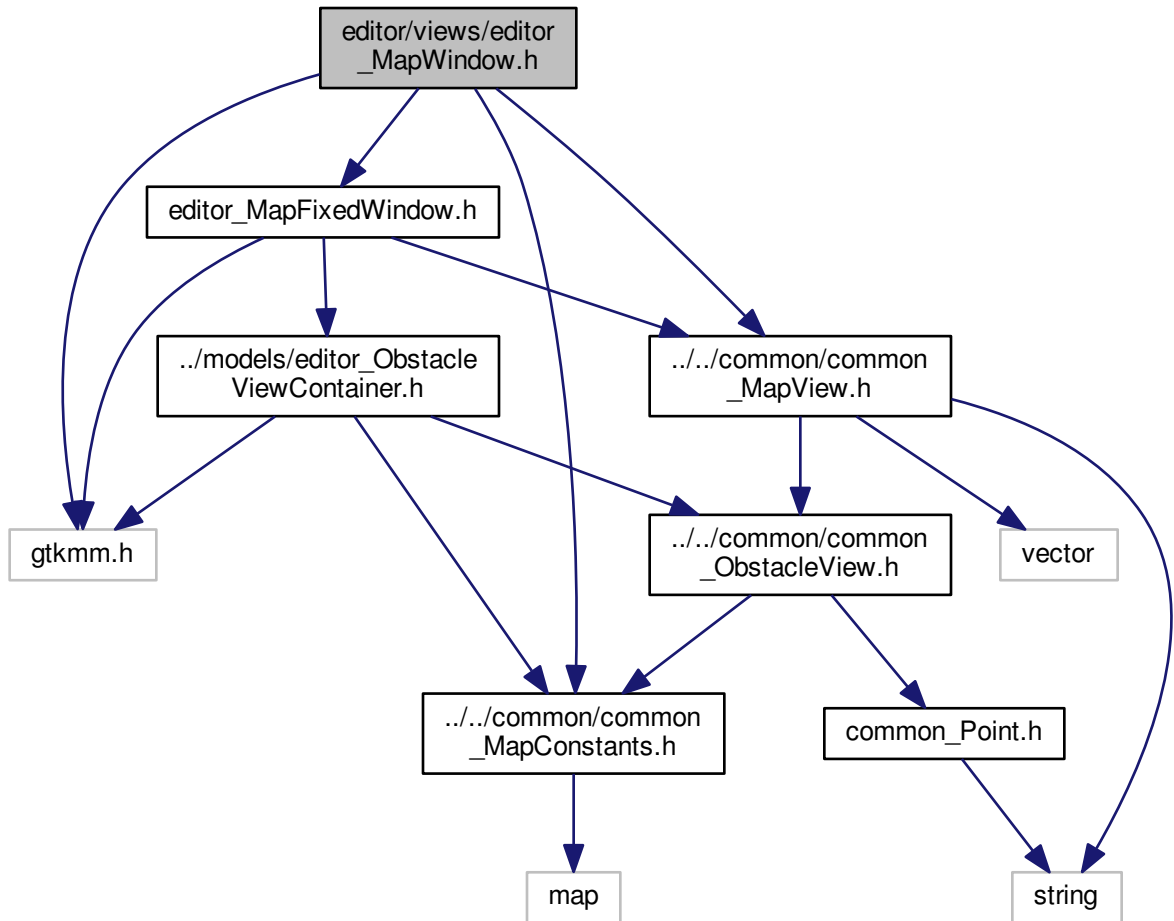 editor/views/editor
_MapWindow.h
editor_MapFixedWindow.h
../models/editor_Obstacle
ViewContainer.h
../../common/common
_MapView.h
gtkmm.h
../../common/common
_ObstacleView.h
vector
../../common/common
_MapConstants.h
common_Point.h
map
string